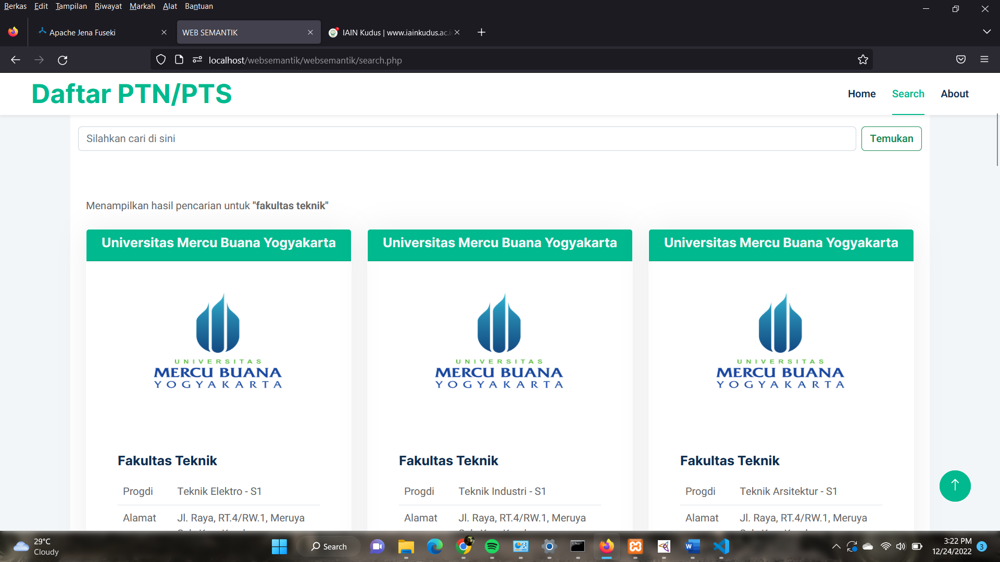 Berkas Edit Tampilan Riwayat Markah Alat Bantuan
Apache Jena Fuseki
WEB SEMANTIK
IAIN Kudus | www.iainkudus.ac.i
localhost/websemantik/websemantik/search.php
Daftar PTN/PTS
Home Search About
Silahkan cari di sini
Temukan
Menampilkan hasil pencarian untuk "fakultas teknik"
Universitas Mercu Buana Yogyakarta
UNIVERSITAS
MERCU BUANA
YOGYAKARTA
Fakultas Teknik
Progdi Teknik Elektro - S1
Alamat Jl. Raya, RT.4/RW.1, Meruya
Universitas Mercu Buana Yogyakarta
UNIVERSITAS
MERCU BUANA
YOGYAKARTA
Fakultas Teknik
Progdi Teknik Industri - S1
Alamat Jl. Raya, RT.4/RW.1, Meruya
Universitas Mercu Buana Yogyakarta
UNIVERSITAS
MERCU BUANA
YOGYAKARTA
Fakultas Teknik
Progdi Teknik Arsitektur - S1
Alamat Jl. Raya, RT.4/RW.1, Meruya
29°C
Cloudy
Search
3:22 PM
12/24/2022
3